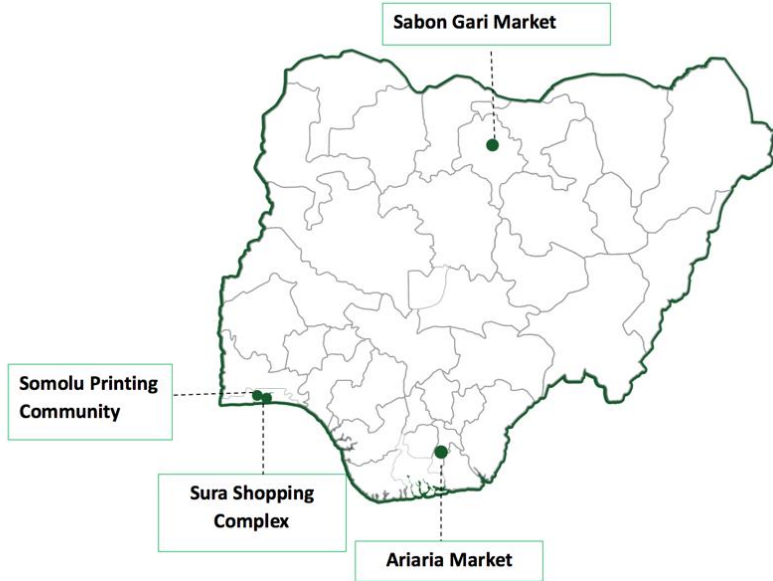 Sabon Gari Market
Somolu Printing
Community
Sura Shopping
Complex
Ariaria Market